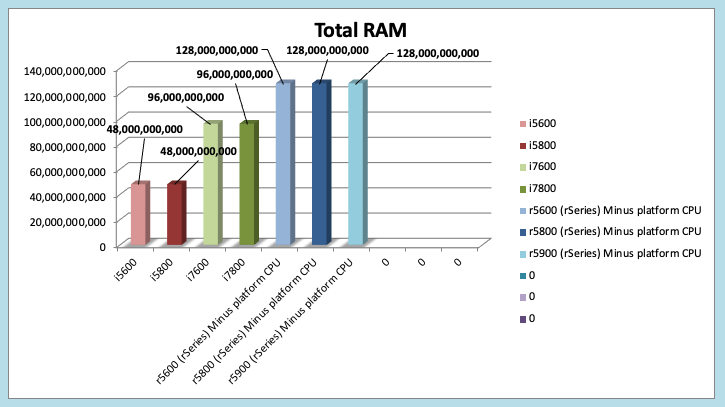 Total RAM
128,000,000,000
128,000,000,000
128,000,000,000
96,000,000,000
96,000,000,000
48,000,000,000
48,000,000,000
140,000,000,000
120,000,000,000
100,000,000,000
80,000,000,000
60,000,000,000
40,000,000,000
20,000,000,000
0
i5600
i5800
i7600
i7800
r5600 (rSeries) Minus platform CPU
r5800 (rSeries) Minus platform CPU
r5900 (rSeries) Minus platform CPU
0
0
0
i5600
i5800
i7600
i7800
r5600 (rSeries) Minus platform CPU
r5800 (rSeries) Minus platform CPU
r5900 (rSeries) Minus platform CPU
0
0
0